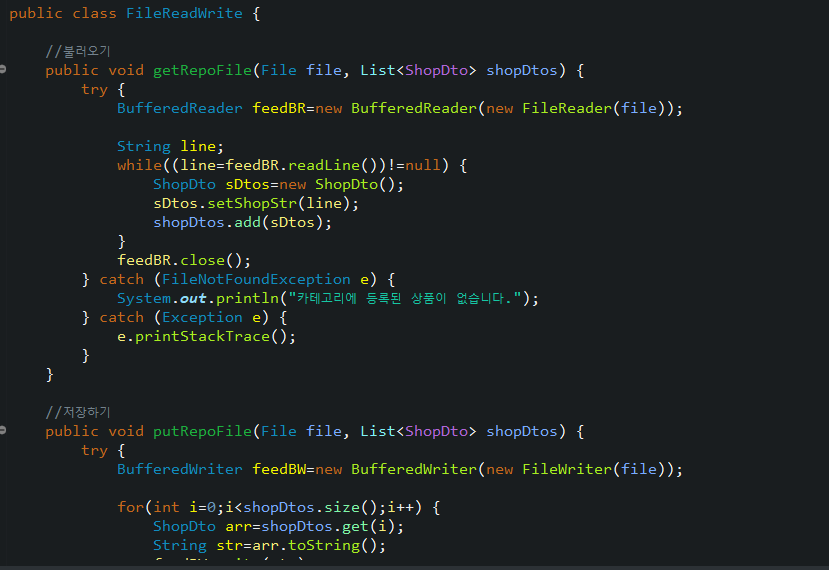 public class FileReadWrite {
//불러오기
public void getRepoFile(File file, List<ShopDto> shopDtos) {
try {
BufferedReader feedBR=new BufferedReader(new FileReader(file));
String line;
while((line=feedBR.readLine())!=null) {
ShopDto sDtos=new ShopDto();
sDtos.setShopStr(line);
shopDtos.add(sDtos);
}
feedBR.close();
} catch (FileNotFoundException e) {
System.out.println("카테고리에 등록된 상품이 없습니다.");
} catch (Exception e) {
e.printStackTrace();
}
}
//저장하기
public void putRepoFile(File file, List<ShopDto> shopDtos) {
try {
BufferedWriter feedBW=new BufferedWriter(new FileWriter(file));
for(int i=0;i<shopDtos.size();i++) {
ShopDto arr=shopDtos.get(i);
String str=arr.toString();